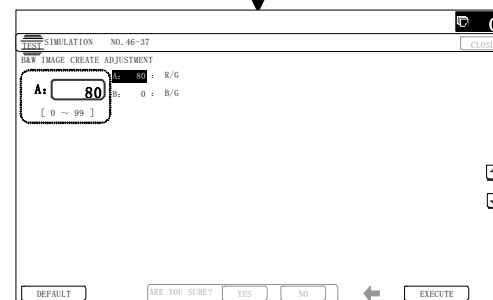 TEST SIMULATION NO.46-37
CLOSE
B&W IMAGE CREATE ADJUSTMENT
A: 80
[ 0 ～ 99 ]
A: 80 : R/G
B: 0 : B/G
DEFAULT ARE YOU SURE? YES NO EXECUTE